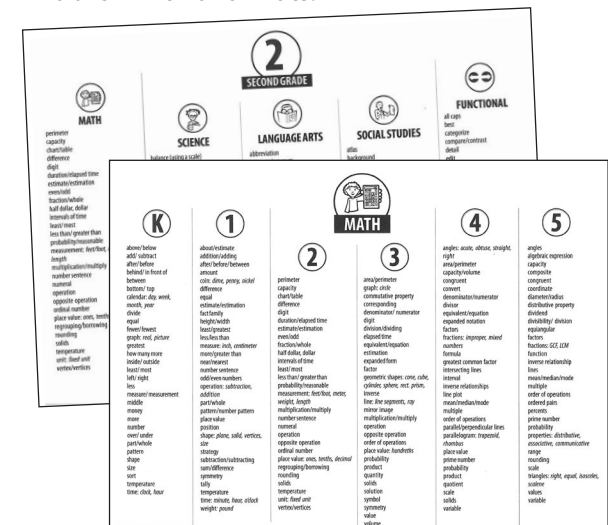 2
SECOND GRADE
MATH
perimeter
capacity
chart/table
difference
digit
duration/elapsed time
estimate/estimation
even/odd
fraction/whole
half dollar, dollar
intervals of time
least/ most
less than/ greater than
probability/reasonable
measurement: feet/foot,
length
multiplication/multiply
number sentence
numeral
operation
opposite operation
ordinal number
place value: ones, tenths
regrouping/borrowing
rounding
solids
temperature
unit: fixed unit
vertex/vertices
SCIENCE
balance (using a scale)
LANGUAGE ARTS
abbreviation
SOCIAL STUDIES
atlas
background
FUNCTIONAL
all caps
best
categorize
compare/contrast
detail
edit
MATH
K
above/below
add/ subtract
after/before
behind/ in front of
between
bottom/ top
calendar: day, week,
month, year
divide
equal
fewer/fewest
graph: real, picture
greatest
how many more
inside/ outside
least/ most
left/ right
less
measure/ measurement
middle
money
more
number
over/ under
part/whole
pattern
shape
size
sort
temperature
time: clock, hour
1
about/estimate
addition/adding
after/before/between
amount
coin: dime, penny, nickel
difference
equal
estimate/estimation
fact family
height/width
least/greatest
less/less than
measure: inch, centimeter
more/greater than
near/nearest
number sentence
odd/even numbers
operation: subtraction,
addition
part/whole
pattern/number pattern
place value
position
shape: plane, solid, vertices,
size
strategy
subtraction/subtracting
sum/difference
symmetry
tally
temperature
time: minute, hour, o'clock
weight: pound
2
perimeter
capacity
chart/table
difference
digit
duration/elapsed time
estimate/estimation
even/odd
fraction/whole
half dollar, dollar
intervals of time
least/ most
less than/ greater than
probability/reasonable
measurement: feet/foot, meter,
weight, length
multiplication/multiply
number sentence
numeral
operation
opposite operation
ordinal number
place value: ones, tenths, decimal
regrouping/borrowing
rounding
solids
temperature
unit: fixed unit
vertex/vertices
3
area/perimeter
graph: circle
commutative property
corresponding
denominator/ numerator
digit
division/dividing
elapsed time
equivalent/equation
estimation
expanded form
factor
geometric shapes: cone, cube,
cylinder, sphere, rect. prism,
inverse
line: line segments, ray
mirror image
multiplication/multiply
operation
opposite operation
order of operations
place value: hundreths
probability
product
quantity
solids
solution
symbol
symmetry
value
volume
4
angles: acute, obtuse, straight,
right
area/perimeter
capacity/volume
congruent
convert
denominator/numerator
divisor
equivalent/equation
expanded notation
factors
fractions: improper, mixed
numbers
formula
greatest common factor
intersecting lines
interval
inverse relationships
line plot
mean/median/mode
multiple
order of operations
parallel/perpendicular lines
parallelogram: trapezoid,
rhombus
place value
prime number
probability
product
quotient
scale
solids
variable
5
angles
algebraic expression
capacity
composite
congruent
coordinate
diameter/radius
distributive property
dividend
divisibility/ division
equiangular
factors
fractions: GCF, LCM
function
inverse relationship
lines
mean/median/mode
multiple
order of operations
ordered pairs
percents
prime number
probability
properties: distributive,
associative, communicative
range
rounding
scale
triangles: right, equal, isosceles,
scalene
values
variable